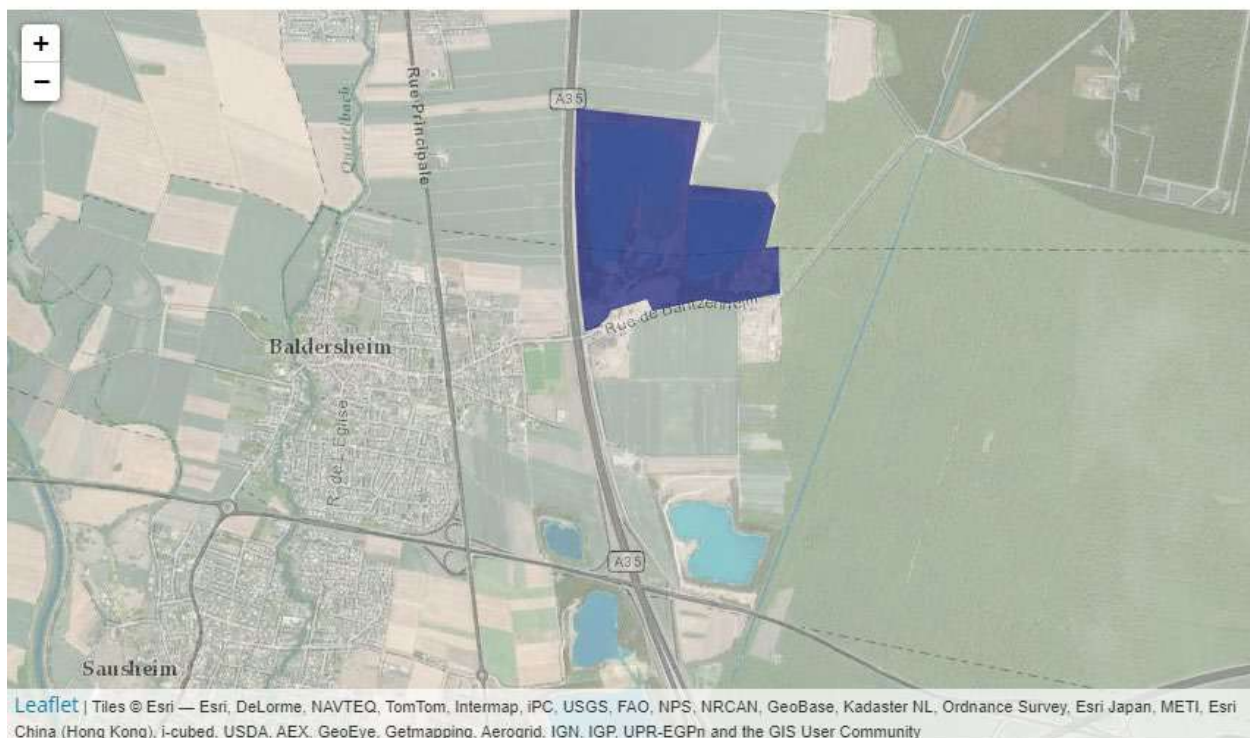 +
−
A35
Rue Principale
Quatelbach
Rue de Bantzenheim
Baldersheim
R. de L'Eglise
A35
Sausheim
Leaflet | Tiles © Esri — Esri, DeLorme, NAVTEQ, TomTom, Intermap, iPC, USGS, FAO, NPS, NRCAN, GeoBase, Kadaster NL, Ordnance Survey, Esri Japan, METI, Esri
China (Hong Kong), i-cubed, USDA, AEX, GeoEye, Getmapping, Aerogrid, IGN, IGP, UPR-EGPn and the GIS User Community